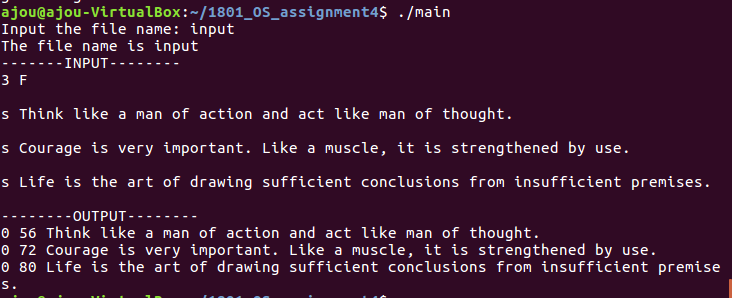 ajou@ajou-VirtualBox:~/1801_OS_assignment4$ ./main
Input the file name: input
The file name is input
-------INPUT--------
3 F
s Think like a man of action and act like man of thought.
s Courage is very important. Like a muscle, it is strengthened by use.
s Life is the art of drawing sufficient conclusions from insufficient premises.
--------OUTPUT--------
0 56 Think like a man of action and act like man of thought.
0 72 Courage is very important. Like a muscle, it is strengthened by use.
0 80 Life is the art of drawing sufficient conclusions from insufficient premise
s.
ajou@ajou-VirtualBox:~/1801_OS_assignment4$